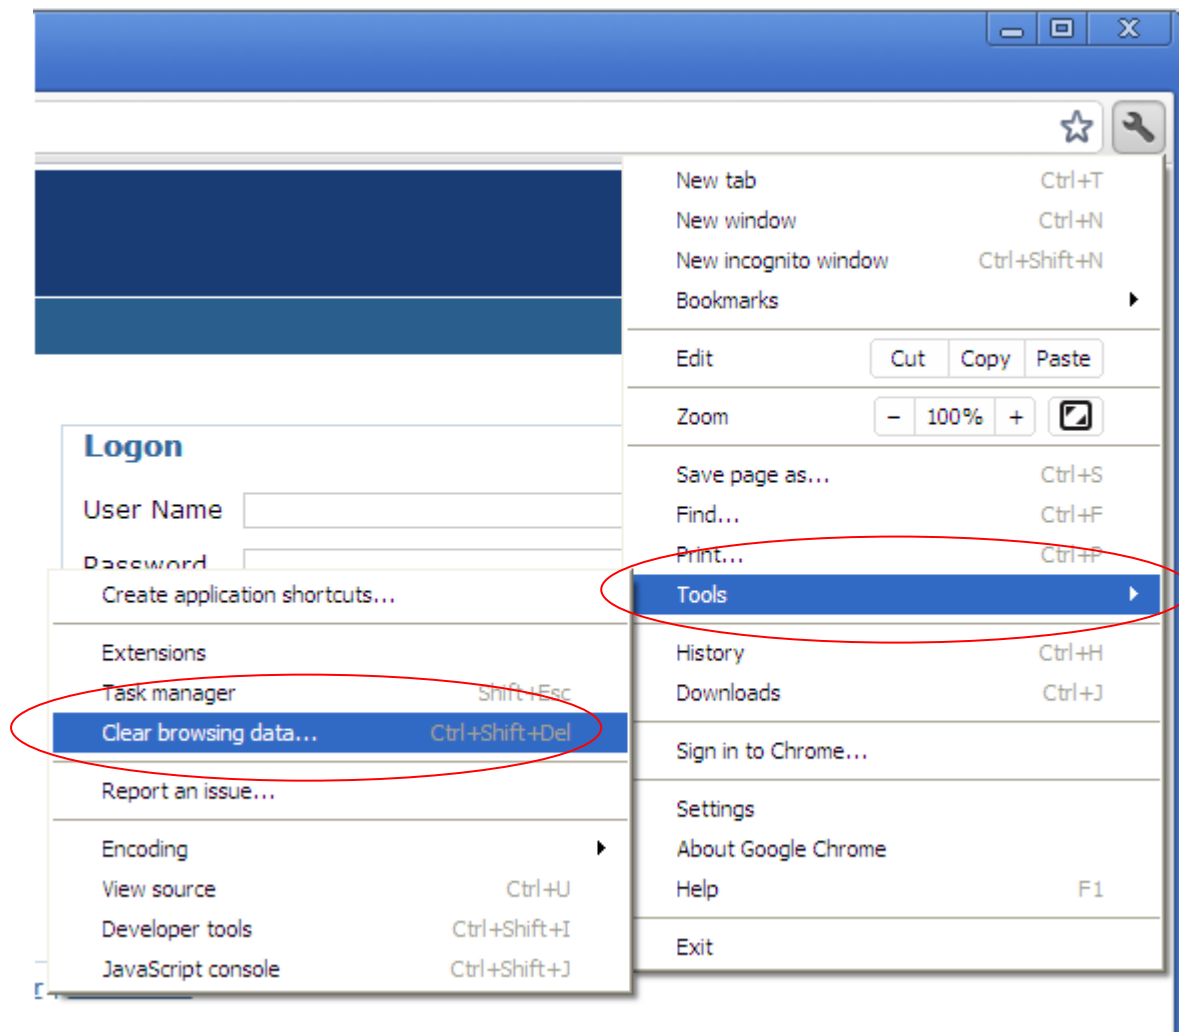 New tab Ctrl+T
New window Ctrl+N
New incognito window Ctrl+Shift+N
Bookmarks
Edit Cut Copy Paste
Zoom - 100% +
Save page as... Ctrl+S
Find... Ctrl+F
Print... Ctrl+P
Tools
History Ctrl+H
Downloads Ctrl+J
Sign in to Chrome...
Settings
About Google Chrome
Help F1
Exit
Logon
User Name
Password
Create application shortcuts...
Extensions
Task manager Shift+Esc
Clear browsing data... Ctrl+Shift+Del
Report an issue...
Encoding
View source Ctrl+U
Developer tools Ctrl+Shift+I
JavaScript console Ctrl+Shift+J